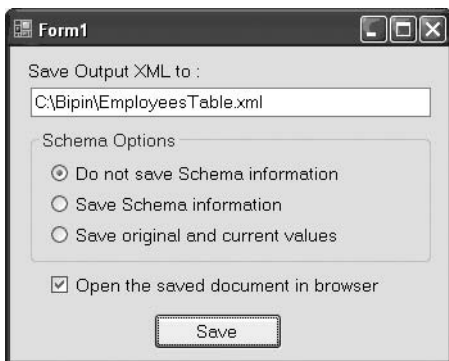 Form1
Save Output XML to :
C:\Bipin\EmployeesTable.xml
Schema Options
Do not save Schema information
Save Schema information
Save original and current values
Open the saved document in browser
Save